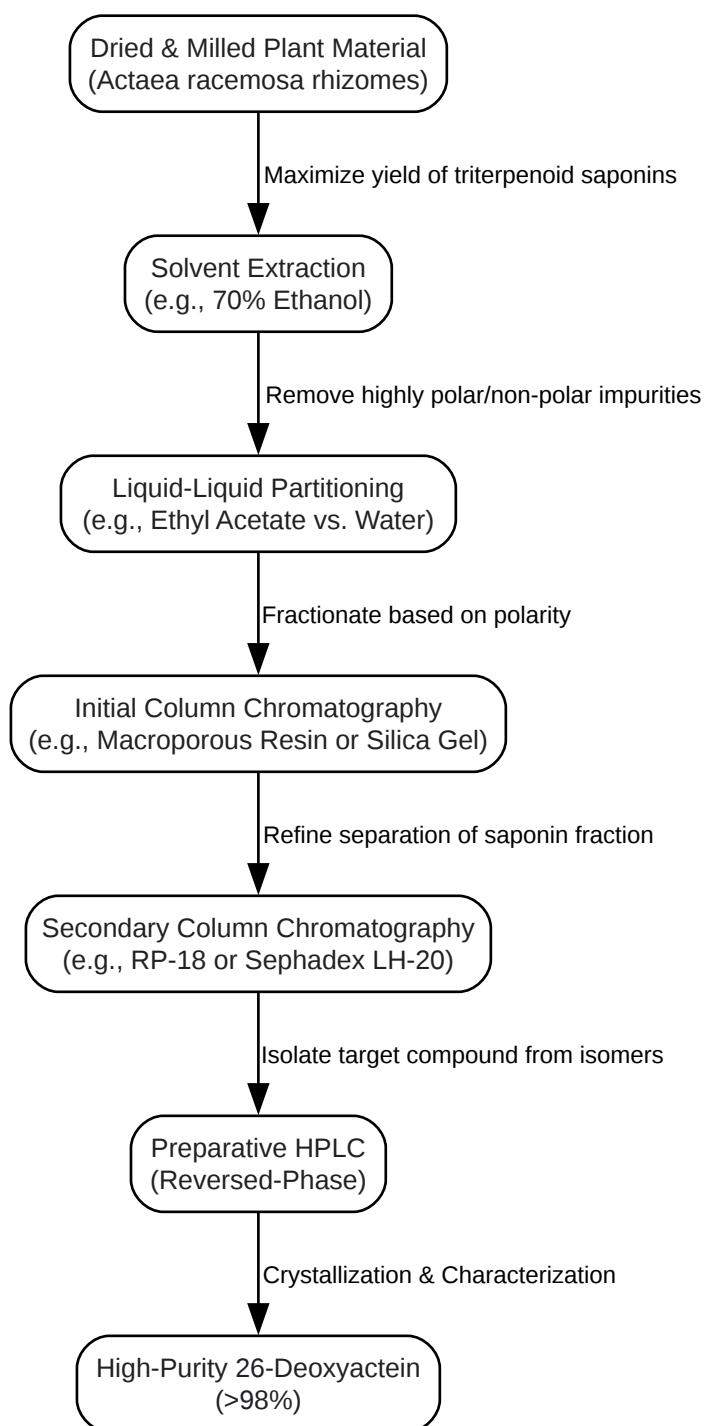 Dried & Milled Plant Material
(Actaea racemosa rhizomes)
Maximize yield of triterpenoid saponins
Solvent Extraction
(e.g., 70% Ethanol)
Remove highly polar/non-polar impurities
Liquid-Liquid Partitioning
(e.g., Ethyl Acetate vs. Water)
Fractionate based on polarity
Initial Column Chromatography
(e.g., Macroporous Resin or Silica Gel)
Refine separation of saponin fraction
Secondary Column Chromatography
(e.g., RP-18 or Sephadex LH-20)
Isolate target compound from isomers
Preparative HPLC
(Reversed-Phase)
Crystallization & Characterization
High-Purity 26-Deoxyactein
(>98%)